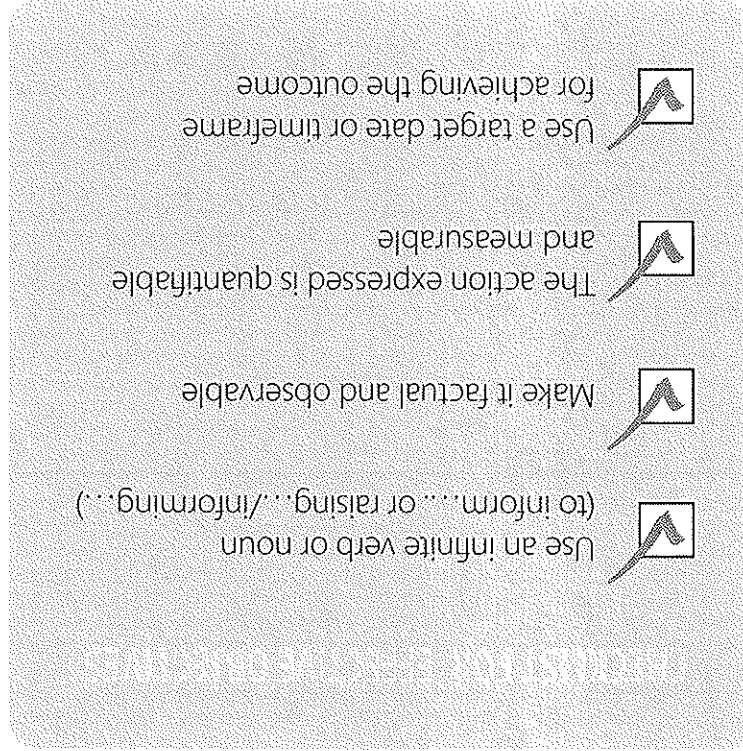 Use an infinite verb or noun
(to inform.... or raising.../informing...)
Make it factual and observable
The action expressed is quantifiable
and measurable
Use a target date or timeframe
for achieving the outcome